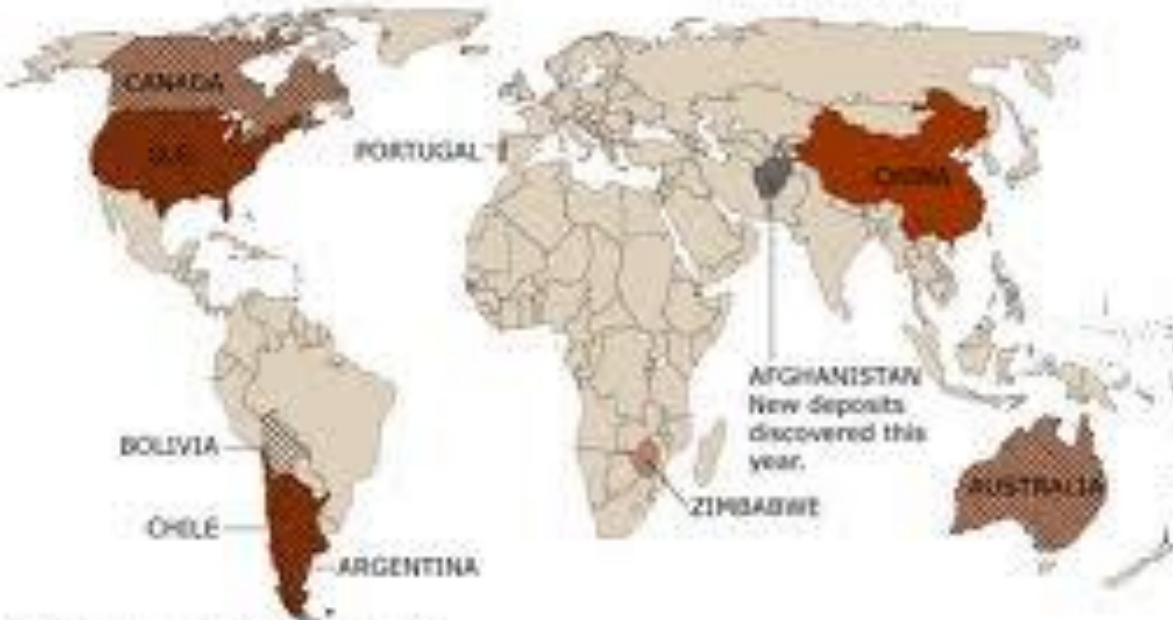 CANADA
U.S.
PORTUGAL
CHINA
AFGHANISTAN
New deposits
discovered this
year.
BOLIVIA
ZIMBABWE
AUSTRALIA
CHILE
ARGENTINA